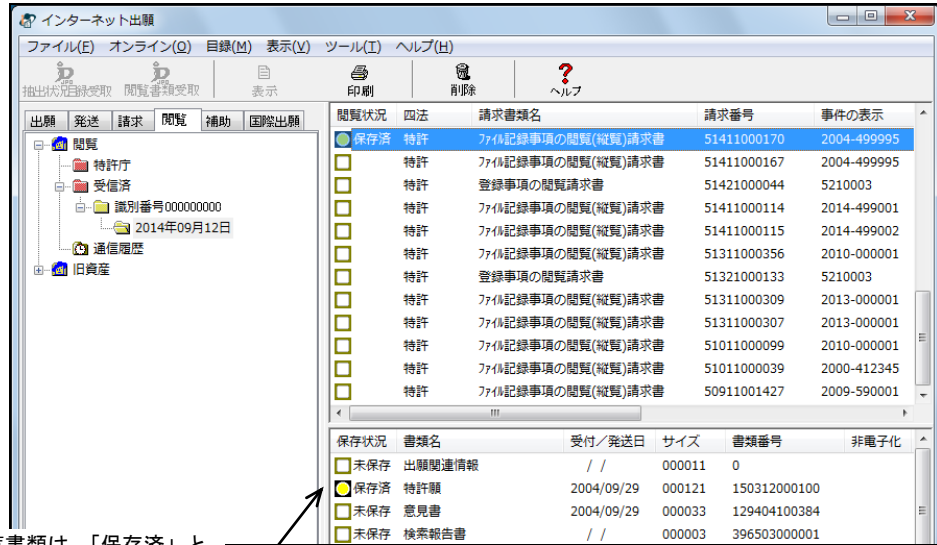 インターネット出願
ファイル(F) オンライン(O) 目録(M) 表示(V) ツール(T) ヘルプ(H)
抽出状況目録受取 閲覧書類受取 表示 印刷 削除 ヘルプ
出願 発送 請求 閲覧 補助 国際出願
閲覧
特許庁
受信済
識別番号000000000
2014年09月12日
通信履歴
旧資産
閲覧状況 四法 請求書類名 請求番号 事件の表示
保存済 特許 ファイル記録事項の閲覧(縦覧)請求書 51411000170 2004-499995
特許 ファイル記録事項の閲覧(縦覧)請求書 51411000167 2004-499995
特許 登録事項の閲覧請求書 51421000044 5210003
特許 ファイル記録事項の閲覧(縦覧)請求書 51411000114 2014-499001
特許 ファイル記録事項の閲覧(縦覧)請求書 51411000115 2014-499002
特許 ファイル記録事項の閲覧(縦覧)請求書 51311000356 2010-000001
特許 登録事項の閲覧請求書 51321000133 5210003
特許 ファイル記録事項の閲覧(縦覧)請求書 51311000309 2013-000001
特許 ファイル記録事項の閲覧(縦覧)請求書 51311000307 2013-000001
特許 ファイル記録事項の閲覧(縦覧)請求書 51011000099 2010-000001
特許 ファイル記録事項の閲覧(縦覧)請求書 51011000039 2000-412345
特許 ファイル記録事項の閲覧(縦覧)請求書 50911001427 2009-590001
保存状況 書類名 受付/発送日 サイズ 書類番号 非電子化
未保存 出願関連情報 / / 000011 0
保存済 特許願 2004/09/29 000121 150312000100
未保存 意見書 2004/09/29 000033 129404100384
未保存 検索報告書 / / 000003 396503000001
書類は、「保存済」と